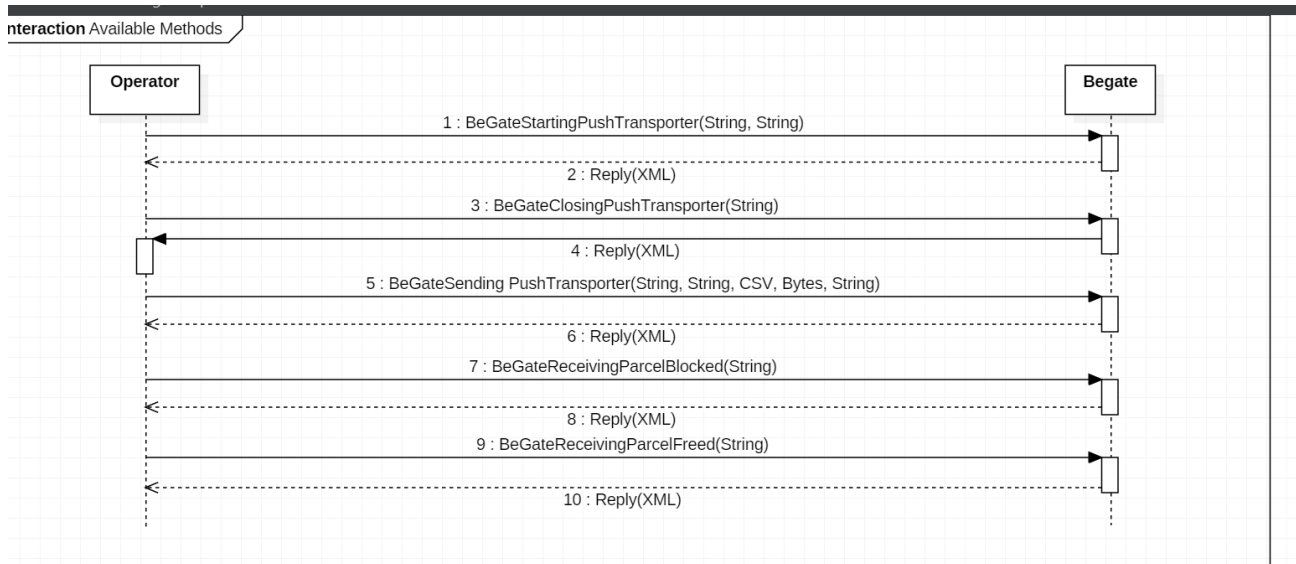 nteraction Available Methods
Operator
Begate
1 : BeGateStartingPushTransporter(String, String)
2 : Reply(XML)
3 : BeGateClosingPushTransporter(String)
4 : Reply(XML)
5 : BeGateSending PushTransporter(String, String, CSV, Bytes, String)
6 : Reply(XML)
7 : BeGateReceivingParcelBlocked(String)
8 : Reply(XML)
9 : BeGateReceivingParcelFreed(String)
10 : Reply(XML)